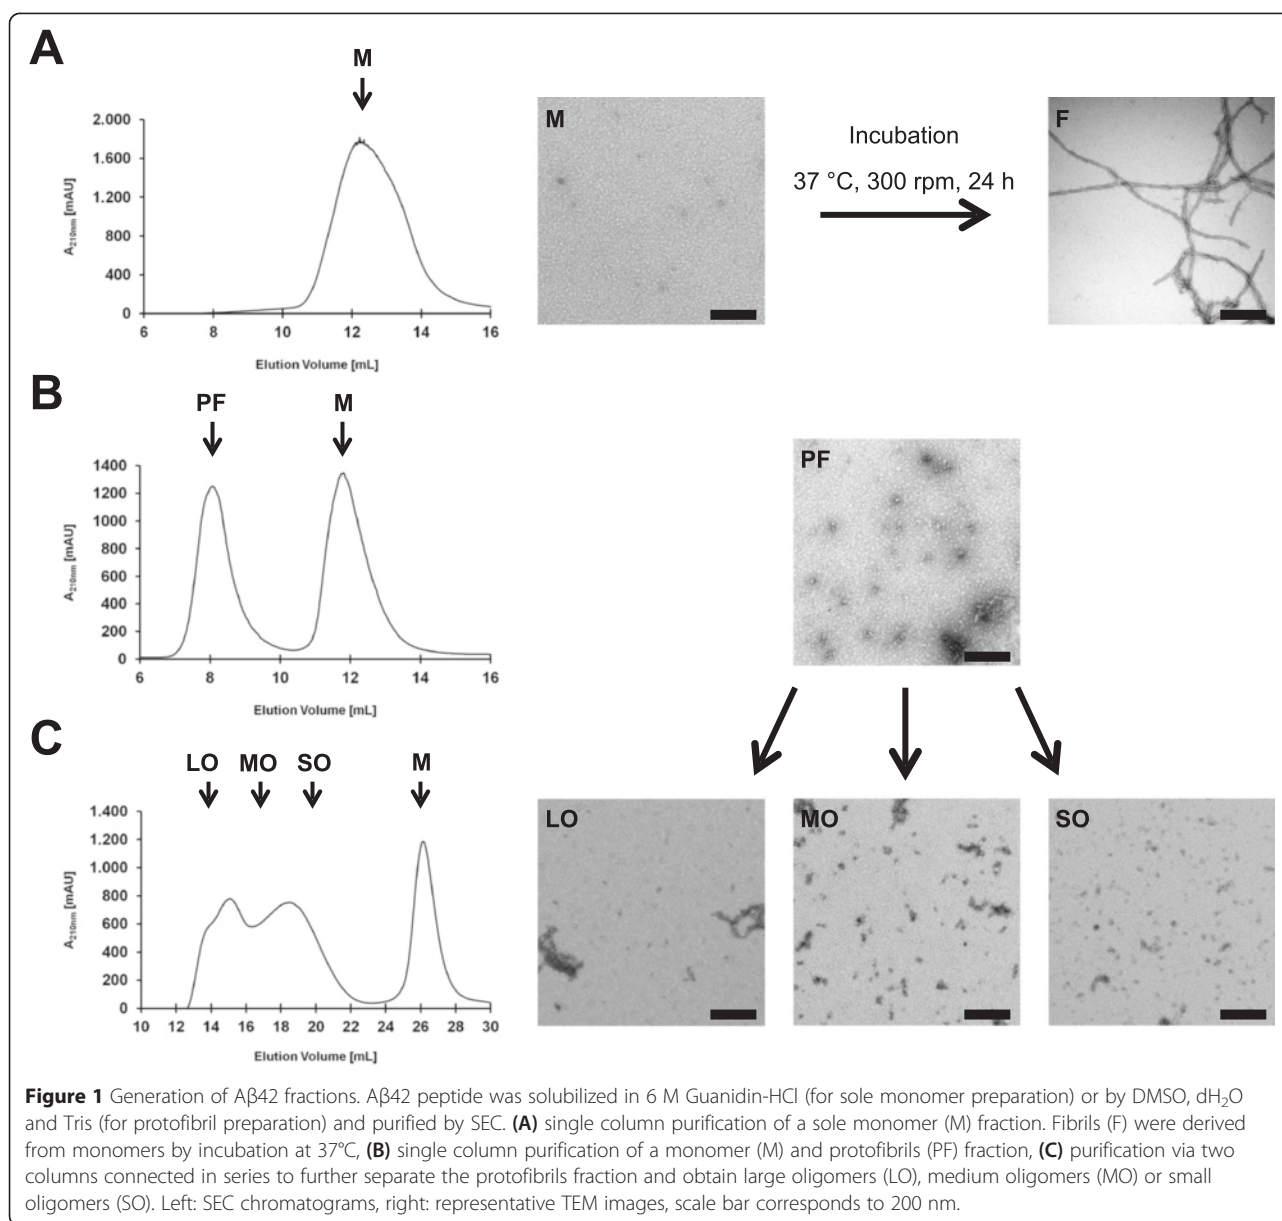 A
M
2.000
1.600
1.200
800
400
0
6 8 10 12 14 16
A210nm [mAU]
Elution Volume [mL]
M
Incubation
37 °C, 300 rpm, 24 h
F
B
PF M
1400
1200
1000
800
600
400
200
0
6 8 10 12 14 16
A210nm [mAU]
Elution Volume [mL]
PF
C
LO MO SO M
1.400
1.200
1.000
800
600
400
200
0
10 12 14 16 18 20 22 24 26 28 30
A210nm [mAU]
Elution Volume [mL]
LO
MO
SO
Figure 1 Generation of Aβ42 fractions. Aβ42 peptide was solubilized in 6 M Guanidin-HCl (for sole monomer preparation) or by DMSO, dH₂O
and Tris (for protofibril preparation) and purified by SEC. (A) single column purification of a sole monomer (M) fraction. Fibrils (F) were derived
from monomers by incubation at 37°C, (B) single column purification of a monomer (M) and protofibrils (PF) fraction, (C) purification via two
columns connected in series to further separate the protofibrils fraction and obtain large oligomers (LO), medium oligomers (MO) or small
oligomers (SO). Left: SEC chromatograms, right: representative TEM images, scale bar corresponds to 200 nm.